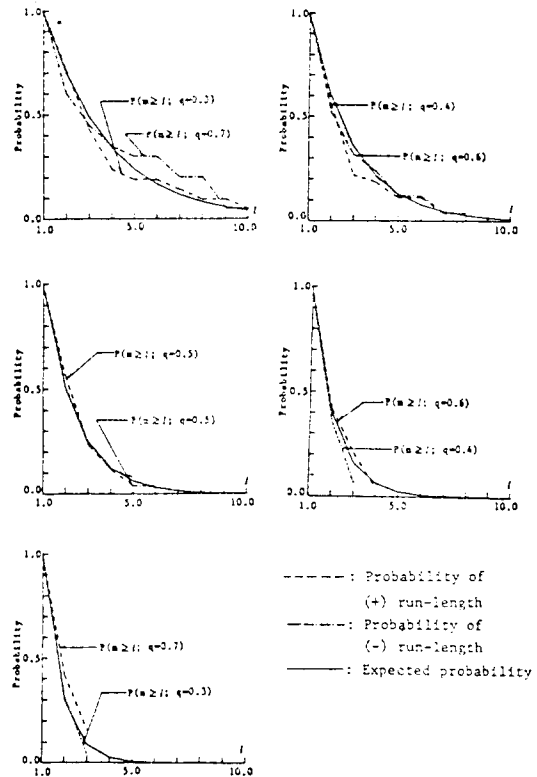 1.0
P(m≥l; q=0.3)
P(m≥l; q=0.7)
0.5
Probability
0.0
1.0 5.0 10.0
l
1.0
P(m≥l; q=0.4)
P(m≥l; q=0.6)
0.5
Probability
0.0
1.0 5.0 10.0
l
1.0
P(m≥l; q=0.5)
P(m≥l; q=0.5)
0.5
Probability
0.0
1.0 5.0 10.0
l
1.0
P(m≥l; q=0.6)
P(m≥l; q=0.4)
0.5
Probability
0.0
1.0 5.0 10.0
l
1.0
P(m≥l; q=0.7)
P(m≥l; q=0.3)
0.5
Probability
0.0
1.0 5.0 10.0
l
: Probability of
(+) run-length
: Probability of
(-) run-length
: Expected probability